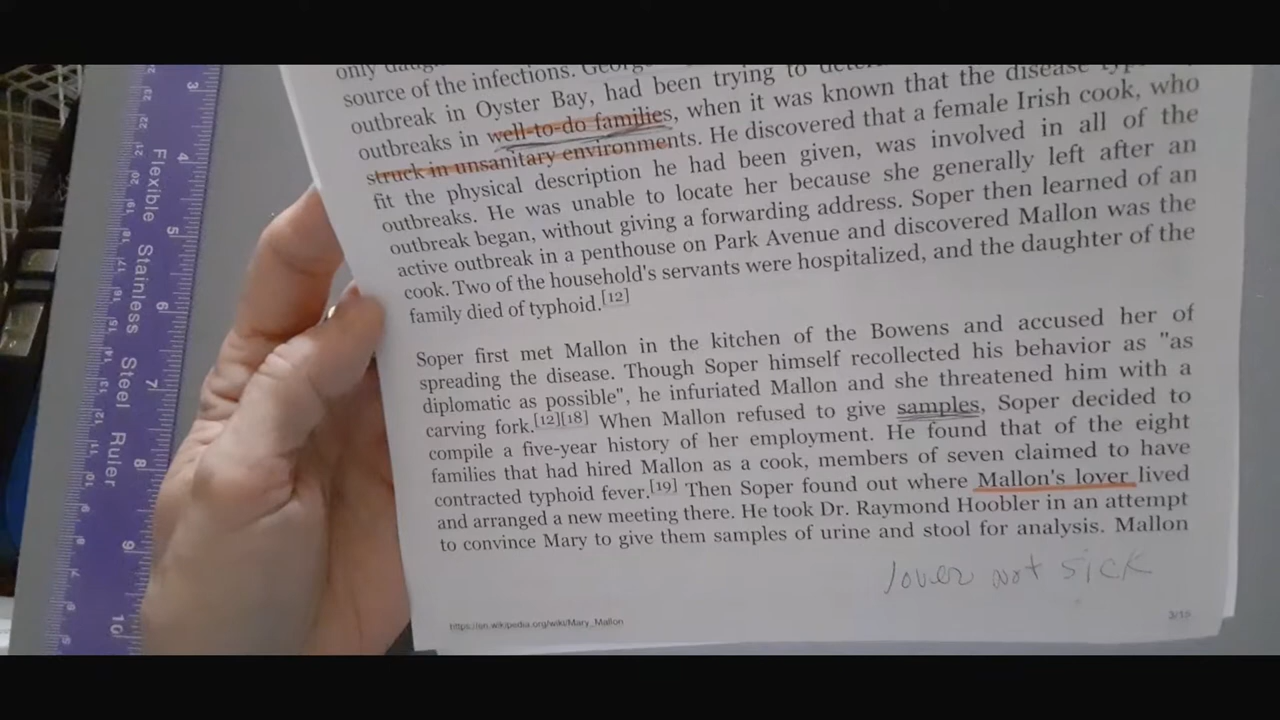 only
source of the infections.
outbreak in Oyster Bay, had been trying to
outbreaks in well-to-do families, when it was known that the disease
struck in unsanitary environments. He discovered that a female Irish cook, who
fit the physical description he had been given, was involved in all of the
outbreaks. He was unable to locate her because she generally left after an
outbreak began, without giving a forwarding address. Soper then learned of an
active outbreak in a penthouse on Park Avenue and discovered Mallon was the
cook. Two of the household's servants were hospitalized, and the daughter of the
family died of typhoid.[12]
Soper first met Mallon in the kitchen of the Bowens and accused her of
spreading the disease. Though Soper himself recollected his behavior as "as
diplomatic as possible", he infuriated Mallon and she threatened him with a
carving fork.[12][18] When Mallon refused to give samples, Soper decided to
compile a five-year history of her employment. He found that of the eight
families that had hired Mallon as a cook, members of seven claimed to have
contracted typhoid fever.[19] Then Soper found out where Mallon's lover lived
and arranged a new meeting there. He took Dr. Raymond Hoobler in an attempt
to convince Mary to give them samples of urine and stool for analysis. Mallon
lover not sick
https://en.wikipedia.org/wiki/Mary_Mallon
3/15
Flexible Stainless Steel Ruler
3
4
5
6
7
8
9
10